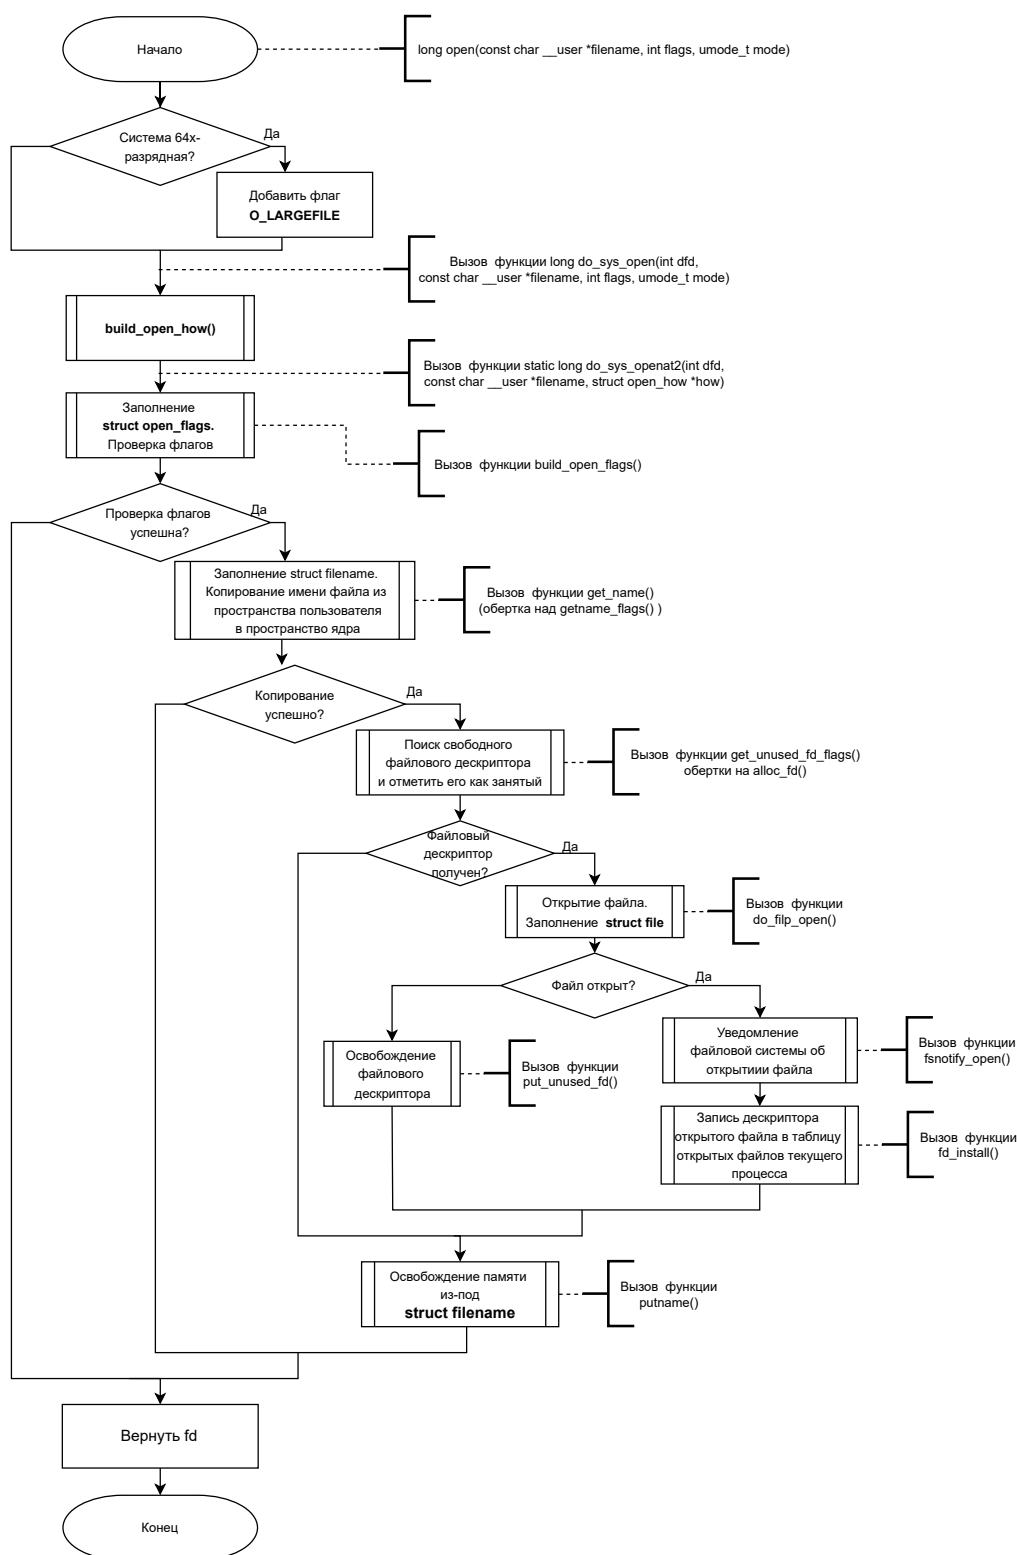 Начало
long open(const char __user *filename, int flags, umode_t mode)
Система 64х-
разрядная?
Да
Добавить флаг
O_LARGEFILE
Вызов функции long do_sys_open(int dfd,
const char __user *filename, int flags, umode_t mode)
build_open_how()
Вызов функции static long do_sys_openat2(int dfd,
const char __user *filename, struct open_how *how)
Заполнение
struct open_flags.
Проверка флагов
Вызов функции build_open_flags()
Проверка флагов
успешна?
Да
Заполнение struct filename.
Копирование имени файла из
пространства пользователя
в пространство ядра
Вызов функции get_name()
(обертка над getname_flags() )
Копирование
успешно?
Да
Поиск свободного
файлового дескриптора
и отметить его как занятый
Вызов функции get_unused_fd_flags()
обертки на alloc_fd()
Файловый
дескриптор
получен?
Да
Открытие файла.
Заполнение struct file
Вызов функции
do_filp_open()
Файл открыт?
Да
Освобождение
файлового
дескриптора
Вызов функции
put_unused_fd()
Уведомление
файловой системы об
открытиии файла
Вызов функции
fsnotify_open()
Запись дескриптора
открытого файла в таблицу
открытых файлов текущего
процесса
Вызов функции
fd_install()
Освобождение памяти
из-под
struct filename
Вызов функции
putname()
Вернуть fd
Конец